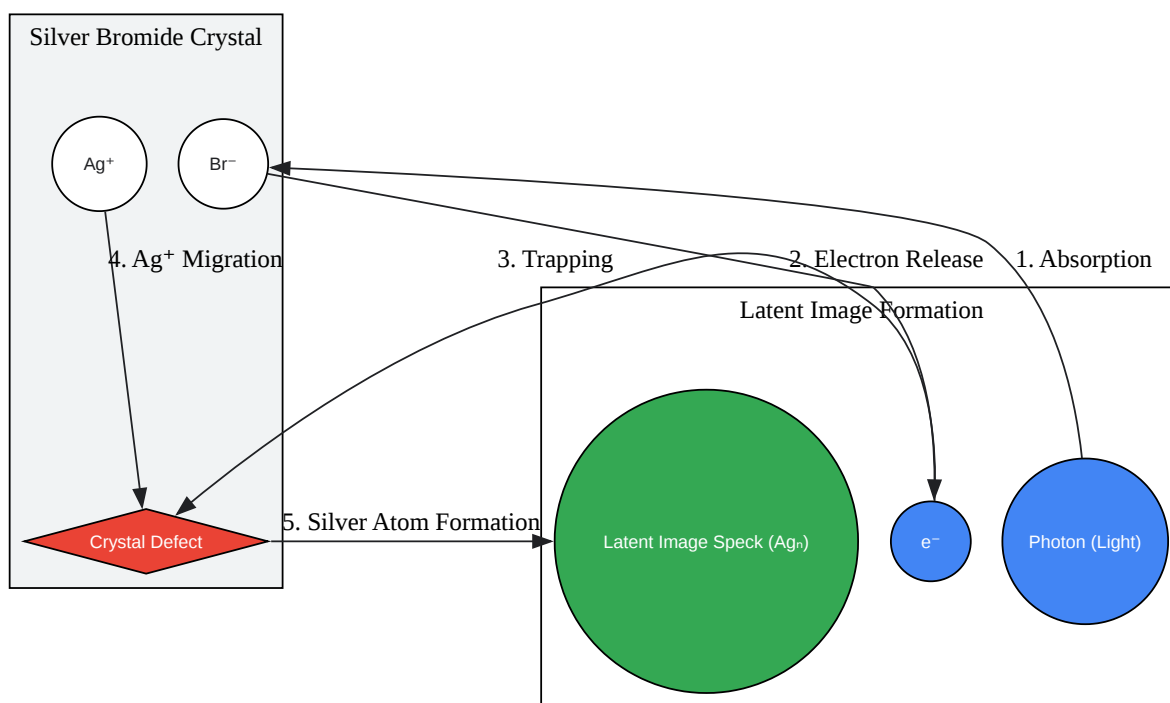 Silver Bromide Crystal
Ag⁺
Br⁻
4. Ag⁺ Migration
3. Trapping
2. Electron Release
1. Absorption
Latent Image Formation
Crystal Defect
5. Silver Atom Formation
Latent Image Speck (Agₙ)
e⁻
Photon (Light)